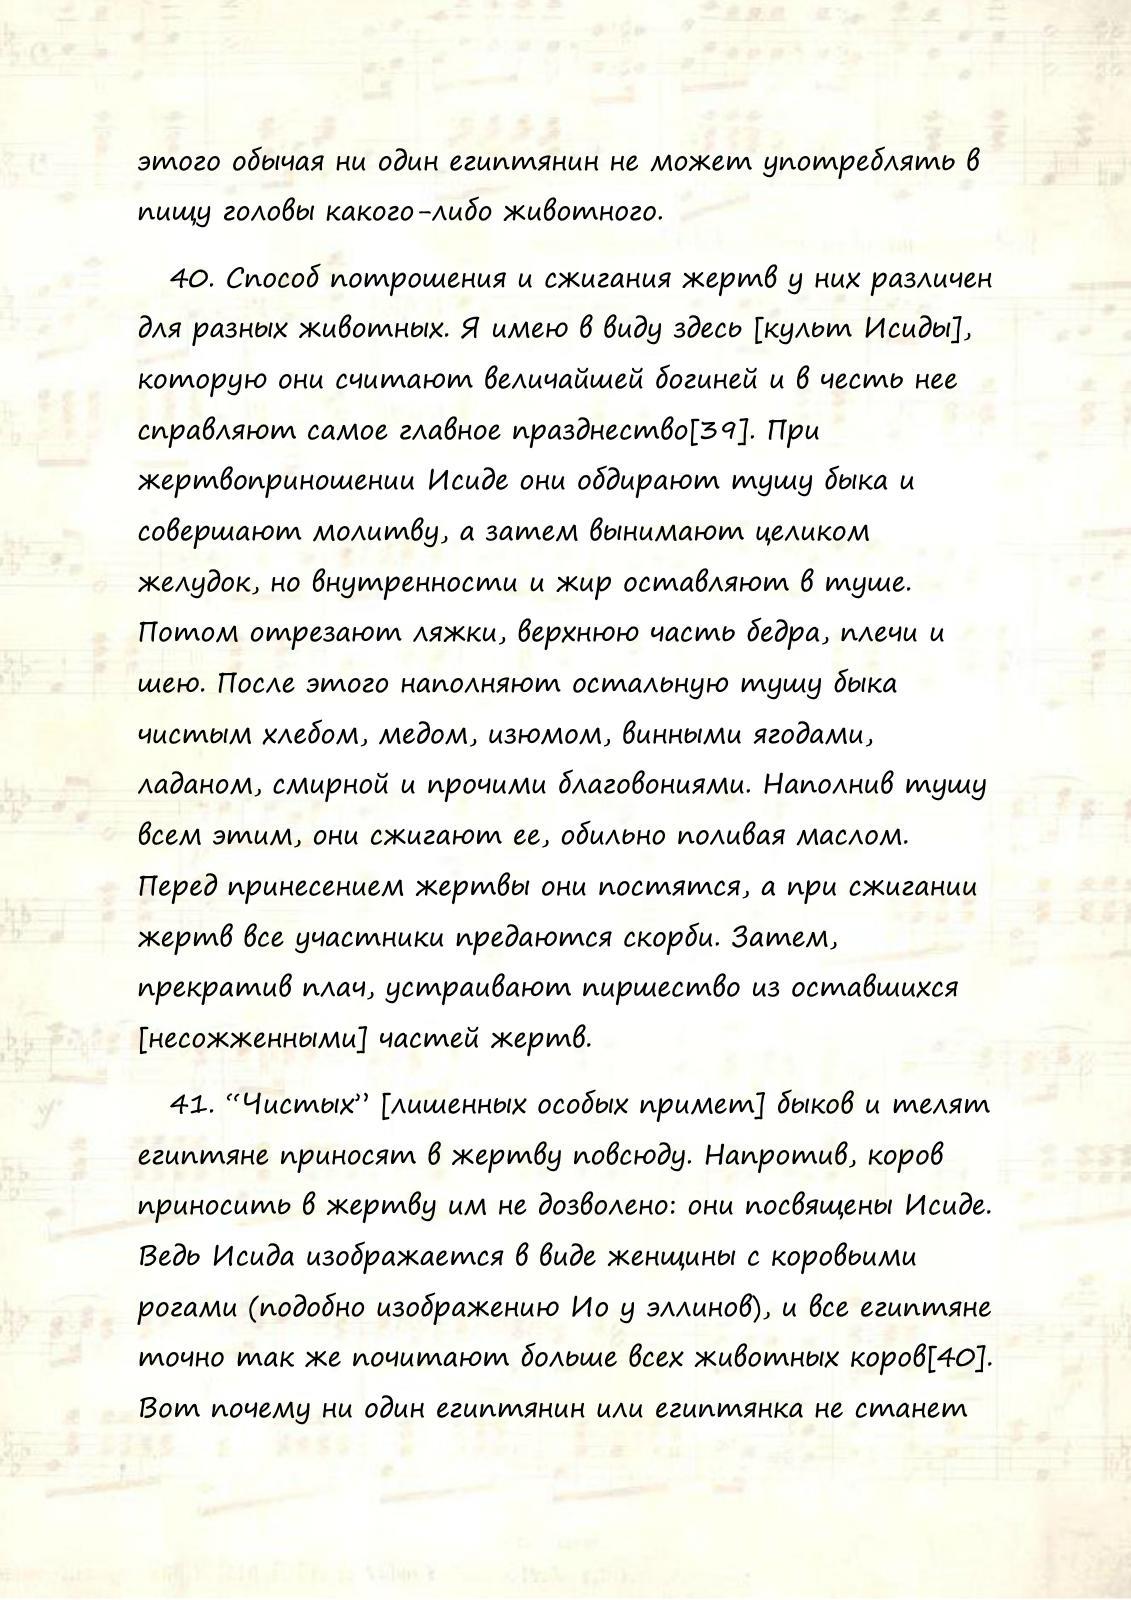 этого обычая ни один египтянин не может употреблять в
пищу головы какого-либо животного.
40. Способ потрошения и сжигания жертв у них различен
для разных животных. Я имею в виду здесь [культ Исиды],
которую они считают величайшей богиней и в честь нее
справляют самое главное празднество[39]. При
жертвоприношении Исиде они обдирают тушу быка и
совершают молитву, а затем вынимают целиком
желудок, но внутренности и жир оставляют в туше.
Потом отрезают ляжки, верхнюю часть бедра, плечи и
шею. После этого наполняют остальную тушу быка
чистым хлебом, медом, изюмом, винными ягодами,
ладаном, смирной и прочими благовониями. Наполнив тушу
всем этим, они сжигают ее, обильно поливая маслом.
Перед принесением жертвы они постятся, а при сжигании
жертв все участники предаются скорби. Затем,
прекратив плач, устраивают пиршество из оставшихся
[несожженными] частей жертв.
41. “Чистых” [лишенных особых примет] быков и телят
египтяне приносят в жертву повсюду. Напротив, коров
приносить в жертву им не дозволено: они посвящены Исиде.
Ведь Исида изображается в виде женщины с коровьими
рогами (подобно изображению Ио у эллинов), и все египтяне
точно так же почитают больше всех животных коров[40].
Вот почему ни один египтянин или египтянка не станет